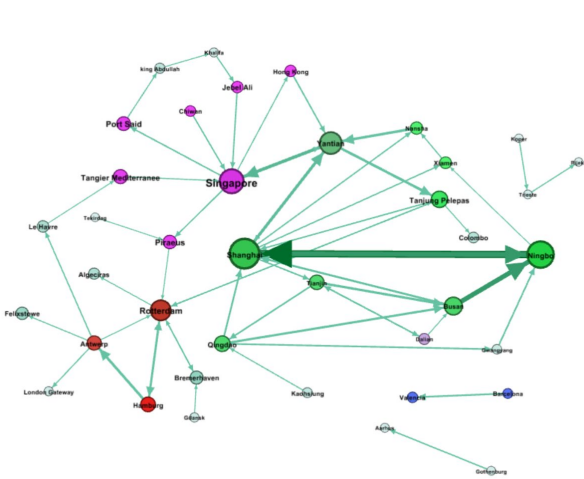 Khalifa
king Abdullah
Hong Kong
Jebel Ali
Chiwan
Port Said
Nansha
Yantian
Koper
Xiamen
Tangier Mediterranee
Singapore
Trieste
Tanjung Pelepas
Tekirdag
Le Havre
Colombo
Piraeus
Shanghai
Ningbo
Algeciras
Tianjin
Busan
Rotterdam
Felixstowe
Dalian
Antwerp
Qingdao
Gwangyang
Bremerhaven
London Gateway
Kaohsiung
Valencia
Barcelona
Hamburg
Gdansk
Aarhus
Gothenburg